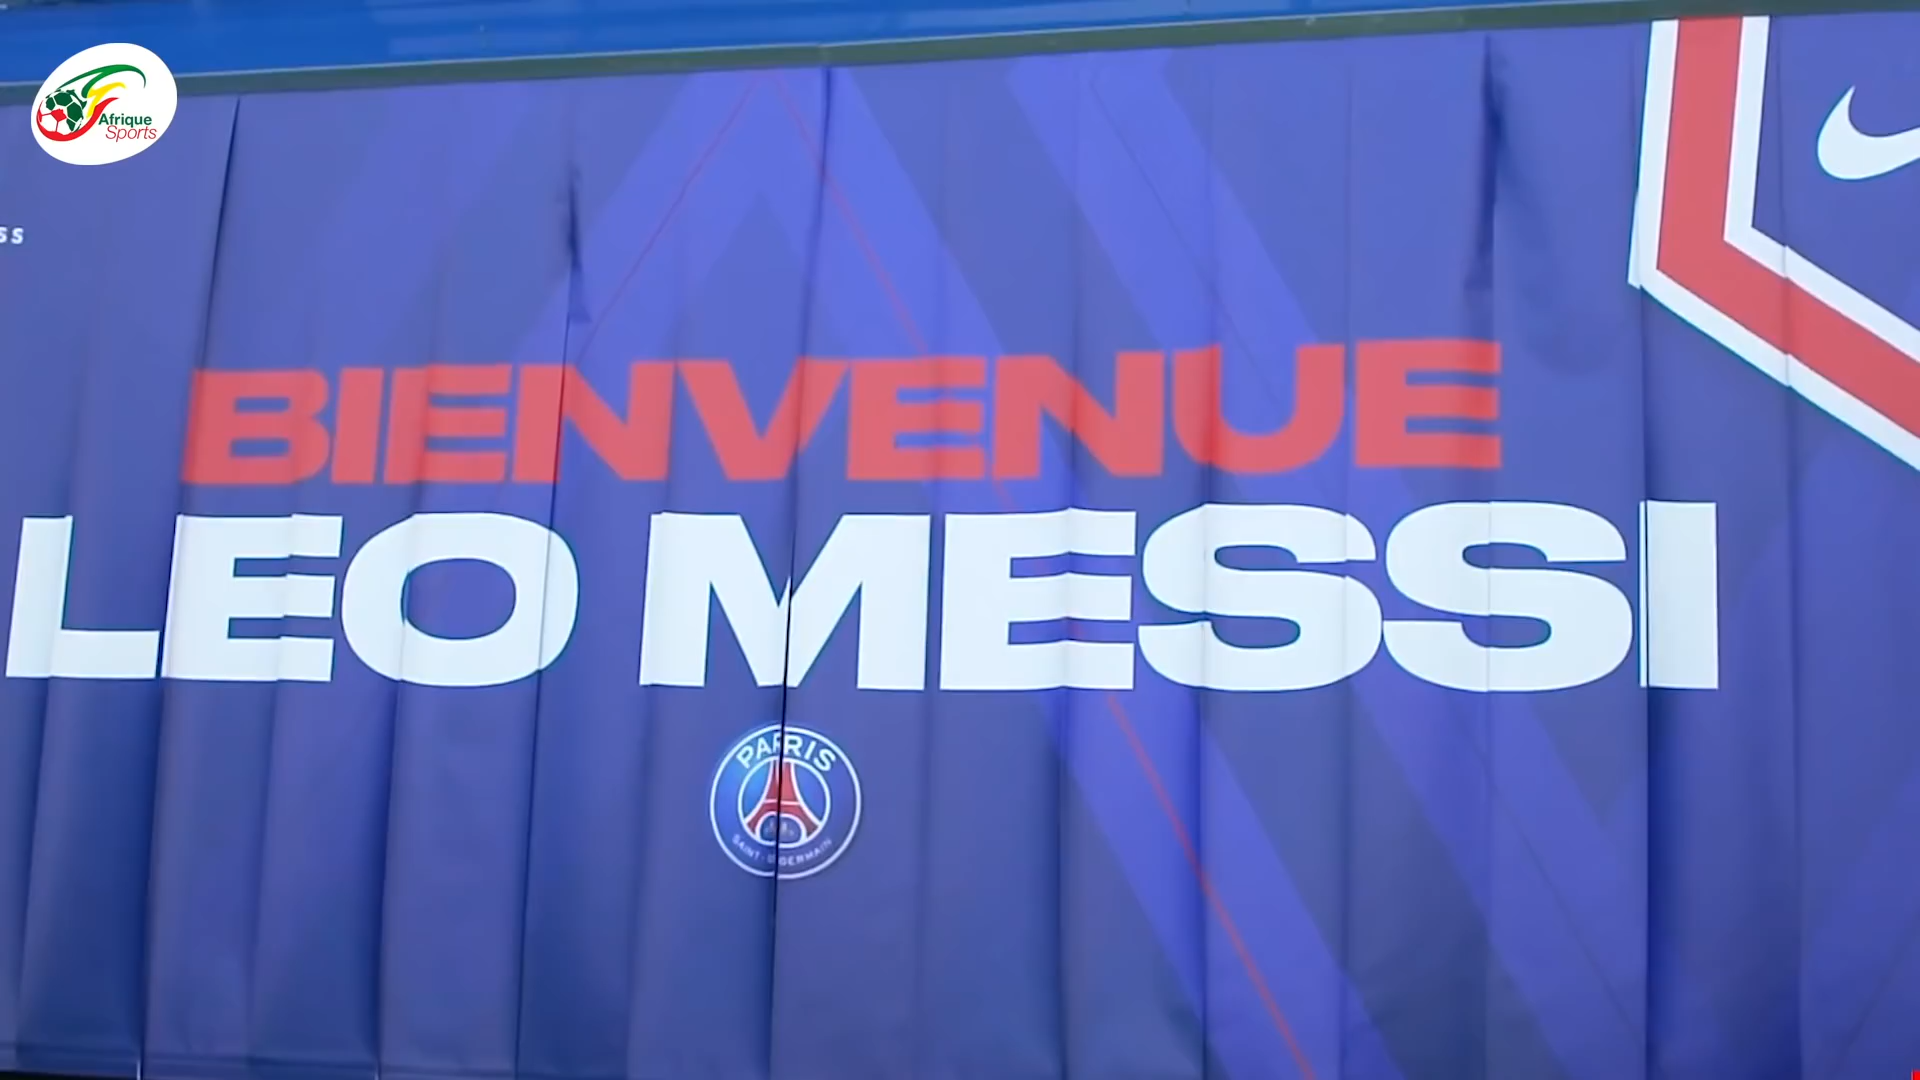 Afrique
Sports
BIENVENUE
LEO MESSI
PARIS
SAINT-GERMAIN